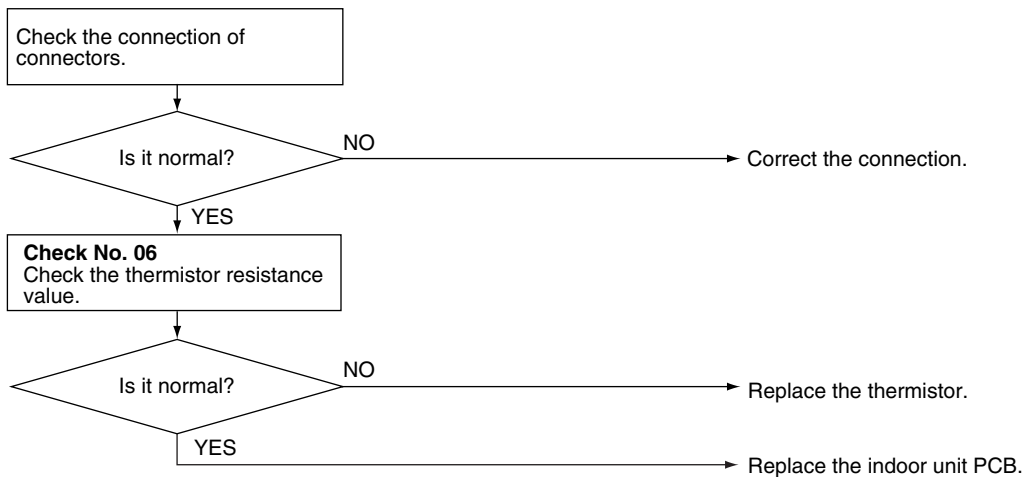 Check the connection of
connectors.
Is it normal?
NO
Correct the connection.
YES
Check No. 06
Check the thermistor resistance
value.
Is it normal?
NO
Replace the thermistor.
YES
Replace the indoor unit PCB.